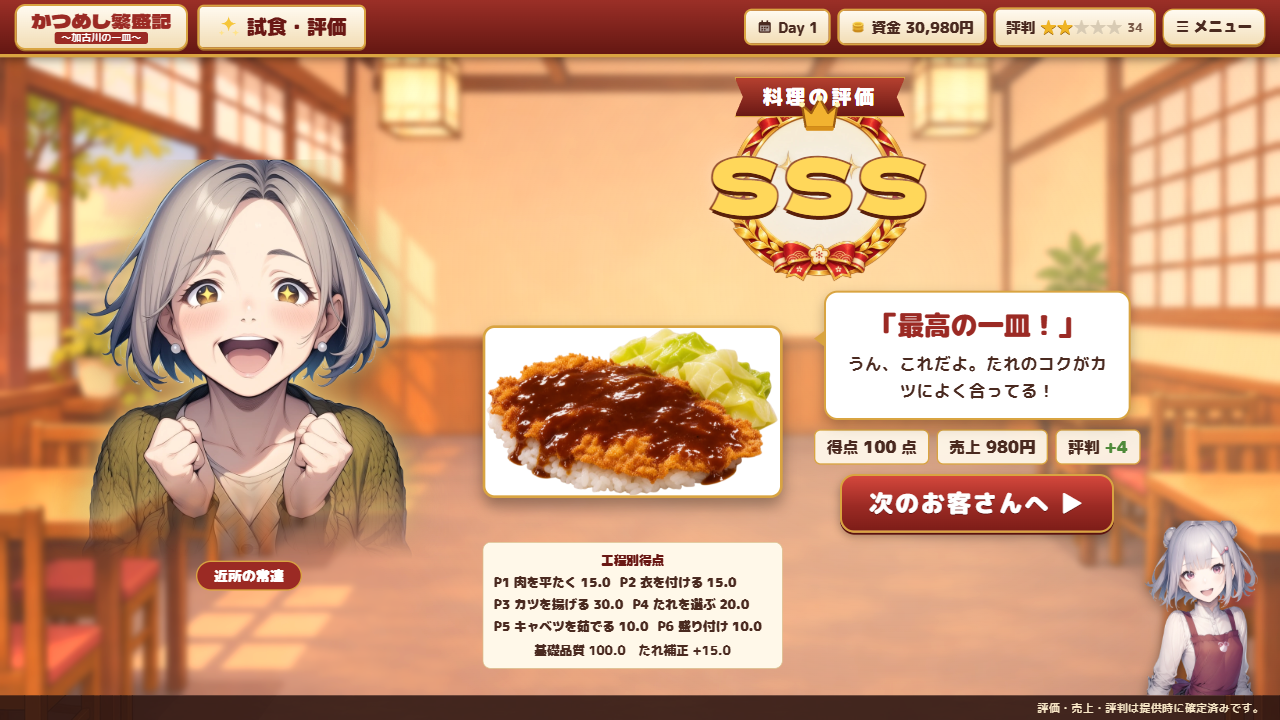 かつめし繁盛記
～加古川の一皿～
試食・評価
Day 1
資金 30,980円
評判 ★★★★★ 34
☰ メニュー
料理の評価
SSS
「最高の一皿！」
うん、これだよ。たれのコクがカ
ツによく合ってる！
得点 100 点
売上 980円
評判 +4
次のお客さんへ ▶
近所の常連
工程別得点
P1 肉を平たく 15.0 P2 衣を付ける 15.0
P3 カツを揚げる 30.0 P4 たれを選ぶ 20.0
P5 キャベツを茹でる 10.0 P6 盛り付け 10.0
基礎品質 100.0 たれ補正 +15.0
評価・売上・評判は提供時に確定済みです。